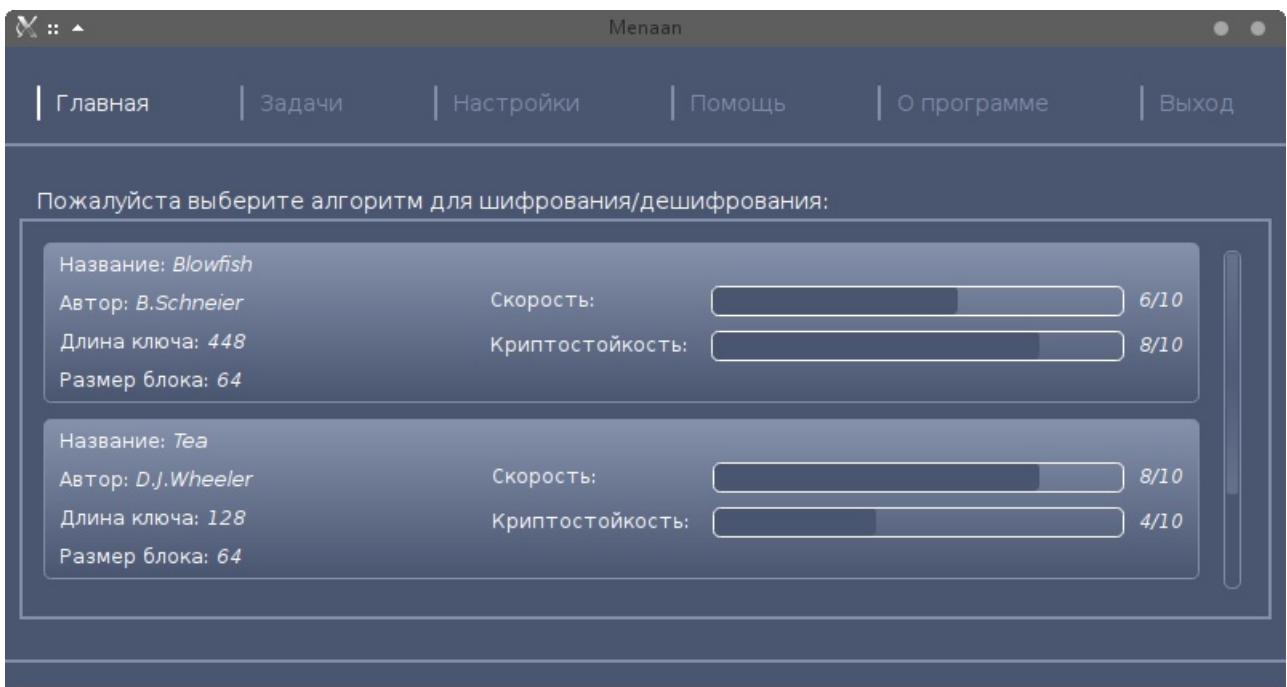 Menaan
Главная Задачи Настройки Помощь О программе Выход
Пожалуйста выберите алгоритм для шифрования/дешифрования:
Название: Blowfish
Автор: B.Schneier
Длина ключа: 448
Размер блока: 64
Скорость: 6/10
Криптостойкость: 8/10
Название: Tea
Автор: D.J.Wheeler
Длина ключа: 128
Размер блока: 64
Скорость: 8/10
Криптостойкость: 4/10